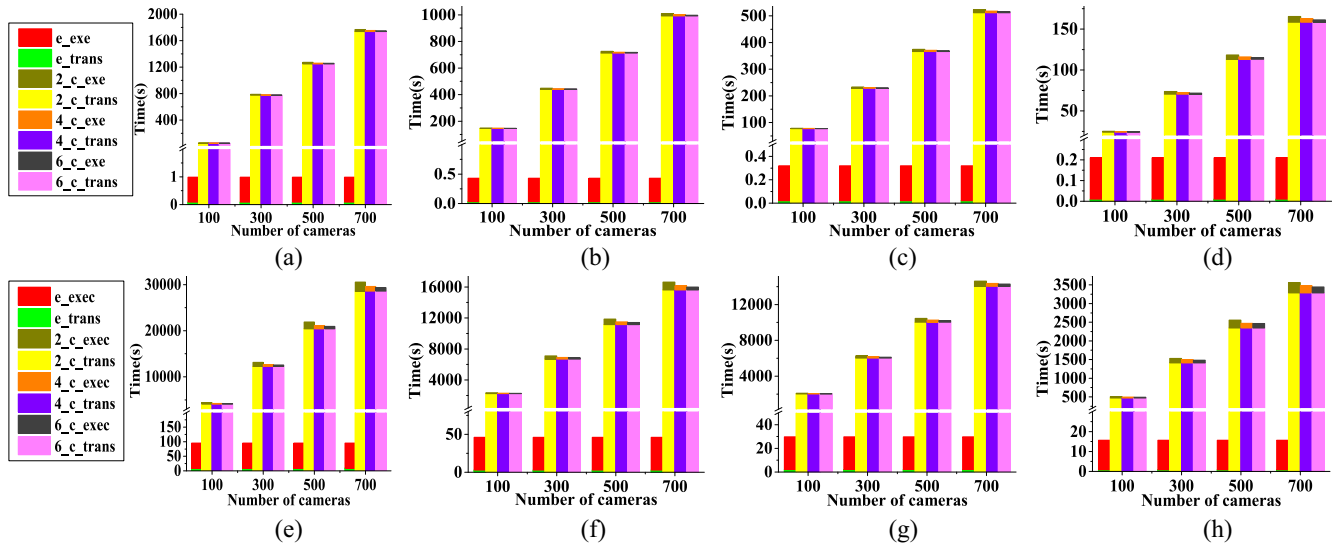 e_exe
e_trans
2_c_exe
2_c_trans
4_c_exe
4_c_trans
6_c_exe
6_c_trans
Time(s)
2000
1600
1200
800
400
1
0
100 300 500 700
Number of cameras
(a)
Time(s)
1000
800
600
400
200
0.5
0.0
100 300 500 700
Number of cameras
(b)
Time(s)
500
400
300
200
100
0.4
0.2
0.0
100 300 500 700
Number of cameras
(c)
Time(s)
150
100
50
0.2
0.1
0.0
100 300 500 700
Number of cameras
(d)
e_exec
e_trans
2_c_exec
2_c_trans
4_c_exec
4_c_trans
6_c_exec
6_c_trans
Time(s)
30000
20000
10000
150
100
50
0
100 300 500 700
Number of cameras
(e)
Time(s)
16000
12000
8000
4000
50
0
100 300 500 700
Number of cameras
(f)
Time(s)
12000
8000
4000
40
20
0
100 300 500 700
Number of cameras
(g)
Time(s)
3500
3000
2500
2000
1500
1000
500
20
10
0
100 300 500 700
Number of cameras
(h)